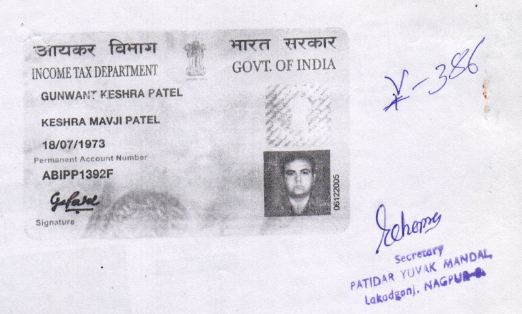 आयकर विभाग
भारत सरकार
INCOME TAX DEPARTMENT
GOVT. OF INDIA
GUNWANT KESHRA PATEL
KESHRA MAVJI PATEL
18/07/1973
Permanent Account Number
ABIPP1392F
Signature
06122005
V-386
Secretary
PATIDAR YUVAK MANDAL
Lakadganj, NAGPUR-8.